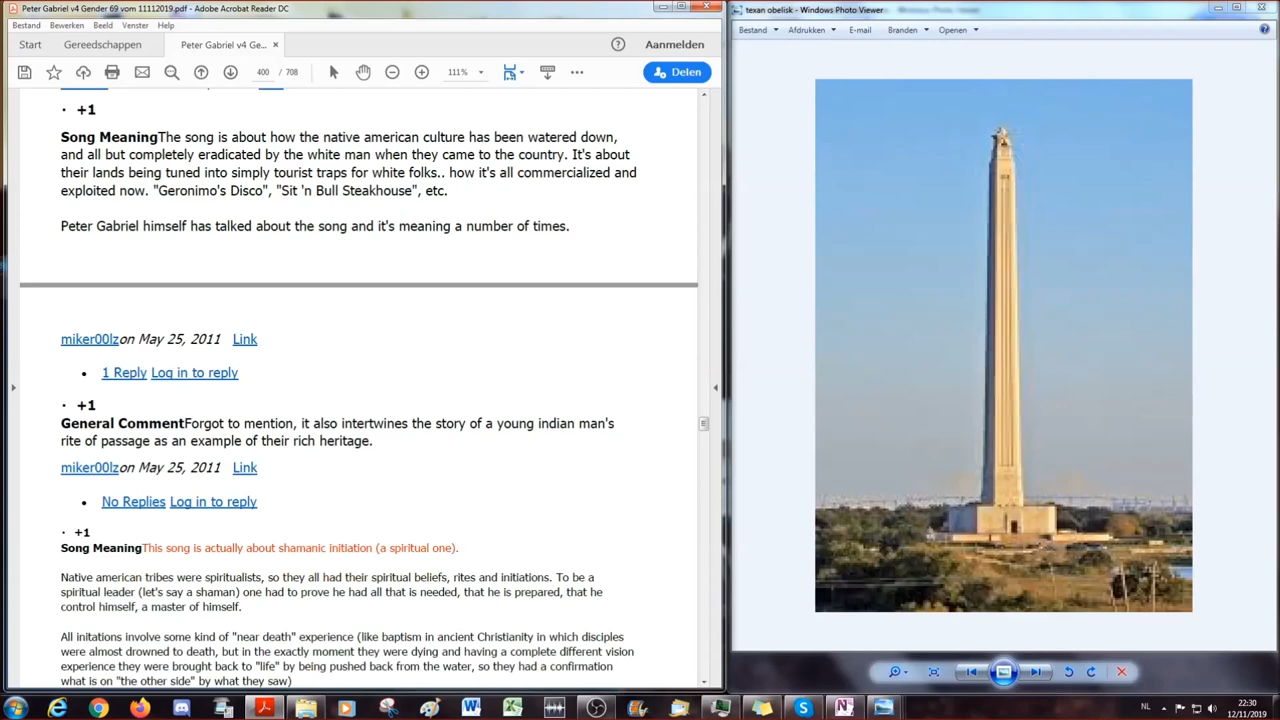 Peter Gabriel v4 Gender 69 vom 11112019.pdf - Adobe Acrobat Reader DC
Bestand Bewerken Beeld Venster Help
Start Gereedschappen Peter Gabriel v4 Ge... × Aanmelden
400 / 708 111% Delen
· +1
Song MeaningThe song is about how the native american culture has been watered down,
and all but completely eradicated by the white man when they came to the country. It's about
their lands being tuned into simply tourist traps for white folks.. how it's all commercialized and
exploited now. "Geronimo's Disco", "Sit 'n Bull Steakhouse", etc.
Peter Gabriel himself has talked about the song and it's meaning a number of times.
miker00lzon May 25, 2011 Link
• 1 Reply Log in to reply
· +1
General CommentForgot to mention, it also intertwines the story of a young indian man's
rite of passage as an example of their rich heritage.
miker00lzon May 25, 2011 Link
• No Replies Log in to reply
· +1
Song MeaningThis song is actually about shamanic initiation (a spiritual one).
Native american tribes were spiritualists, so they all had their spiritual beliefs, rites and initiations. To be a
spiritual leader (let's say a shaman) one had to prove he had all that is needed, that he is prepared, that he
control himself, a master of himself.
All initations involve some kind of "near death" experience (like baptism in ancient Christianity in which disciples
were almost drowned to death, but in the exactly moment they were dying and having a complete different vision
experience they were brought back to "life" by being pushed back from the water, so they had a confirmation
what is on "the other side" by what they saw)
texan obelisk - Windows Photo Viewer
Bestand Afdrukken E-mail Branden Openen
NL 22:30
12/11/2019